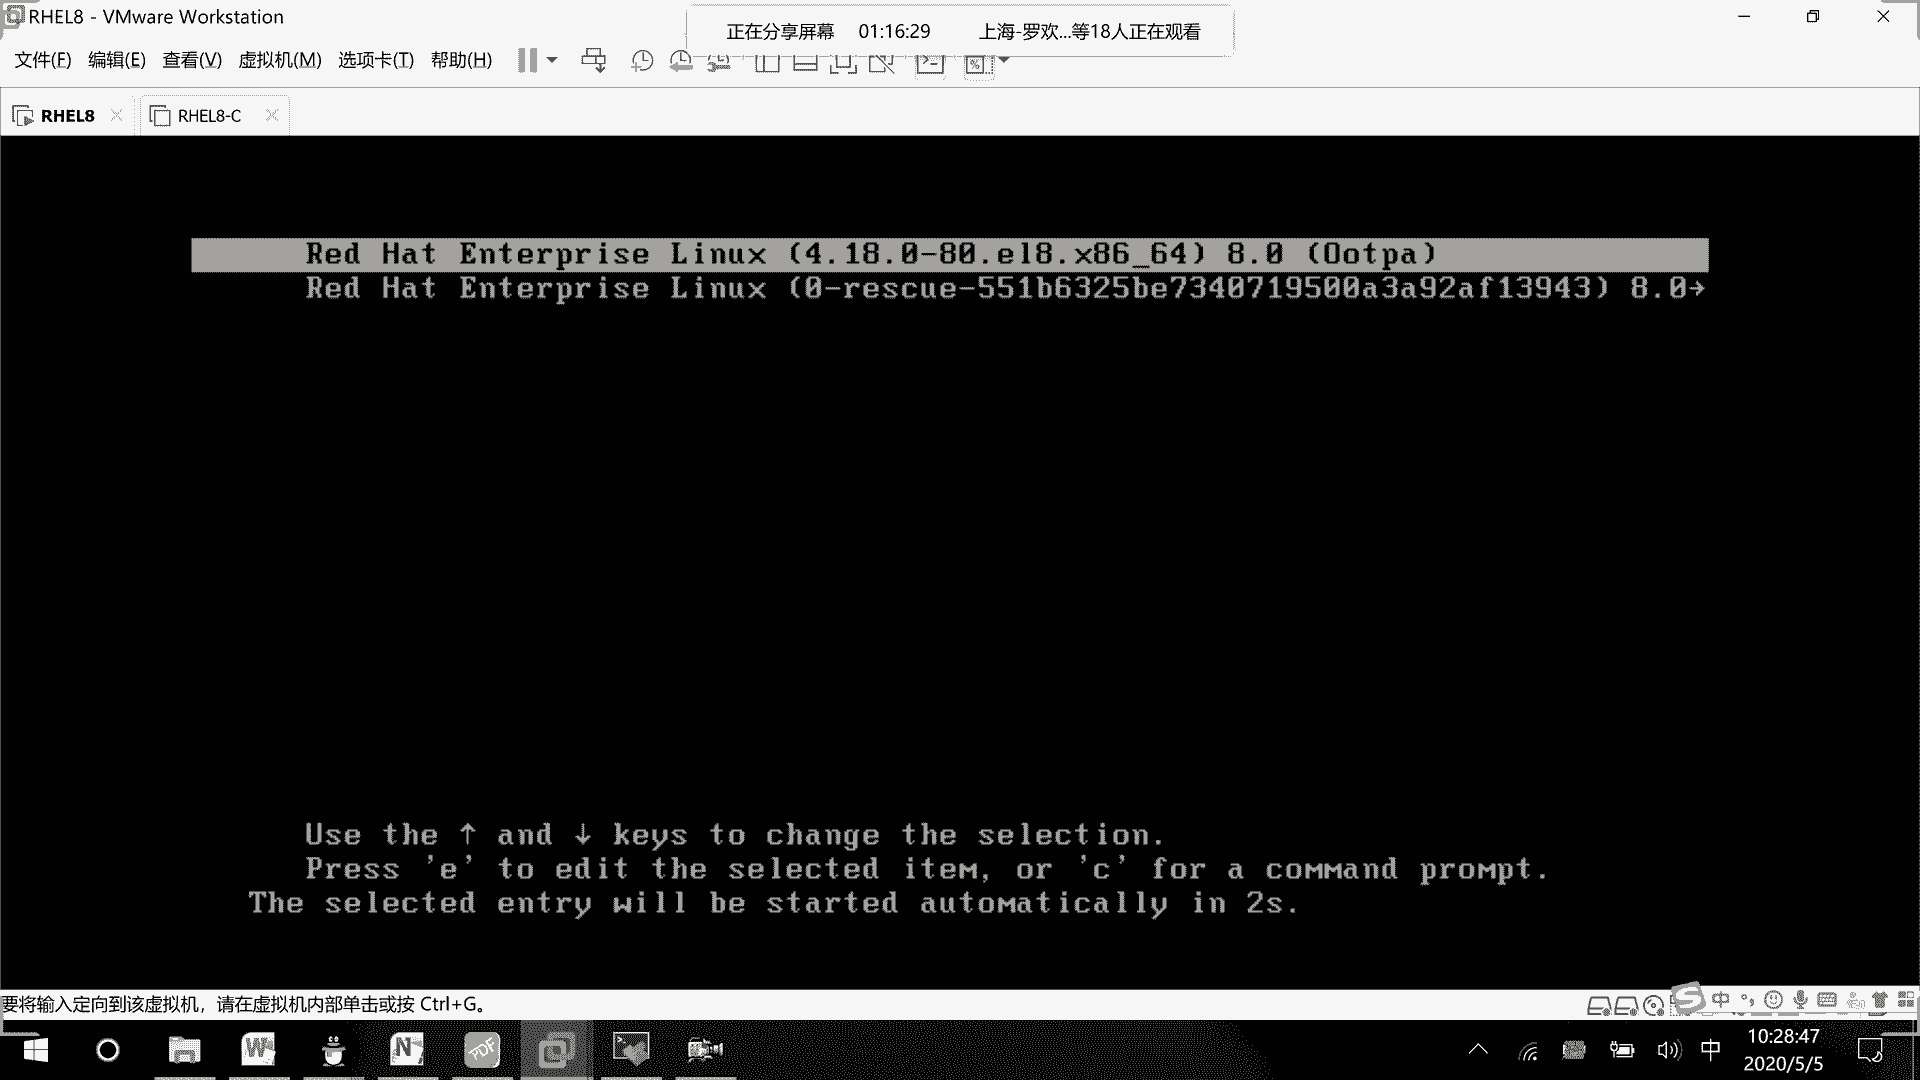 RHEL8 - VMware Workstation
正在分享屏幕 01:16:29 上海-罗欢...等18人正在观看
文件(F) 编辑(E) 查看(V) 虚拟机(M) 选项卡(T) 帮助(H)
RHEL8 RHEL8-C
Red Hat Enterprise Linux (4.18.0-80.el8.x86_64) 8.0 (Ootpa)
Red Hat Enterprise Linux (0-rescue-551b6325be7340719500a3a92af13943) 8.0→
Use the ↑ and ↓ keys to change the selection.
Press 'e' to edit the selected item, or 'c' for a command prompt.
The selected entry will be started automatically in 2s.
要将输入定向到该虚拟机，请在虚拟机内部单击或按 Ctrl+G。
中
中
10:28:47
2020/5/5